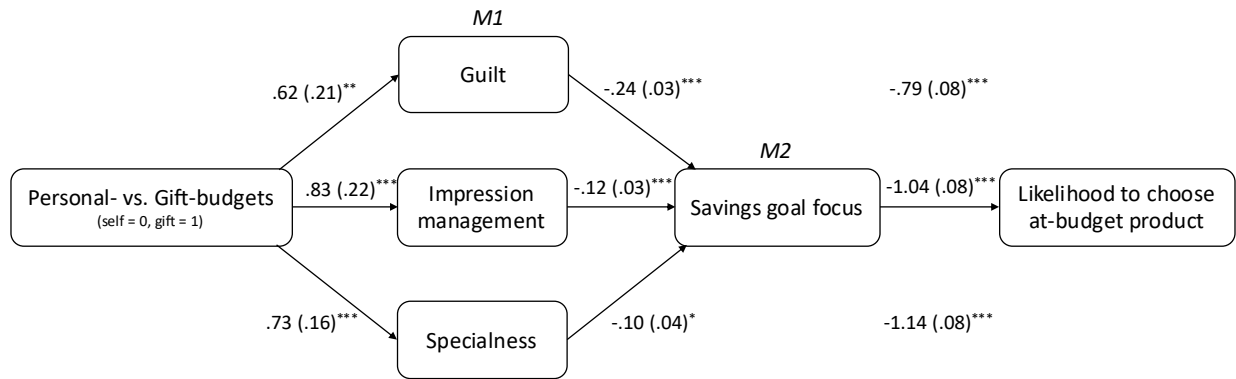 M1
Guilt
.62 (.21)**
-.24 (.03)***
-.79 (.08)***
M2
Personal- vs. Gift-budgets
(self = 0, gift = 1)
.83 (.22)***
Impression
management
-.12 (.03)***
Savings goal focus
-1.04 (.08)***
Likelihood to choose
at-budget product
.73 (.16)***
Specialness
-.10 (.04)*
-1.14 (.08)***